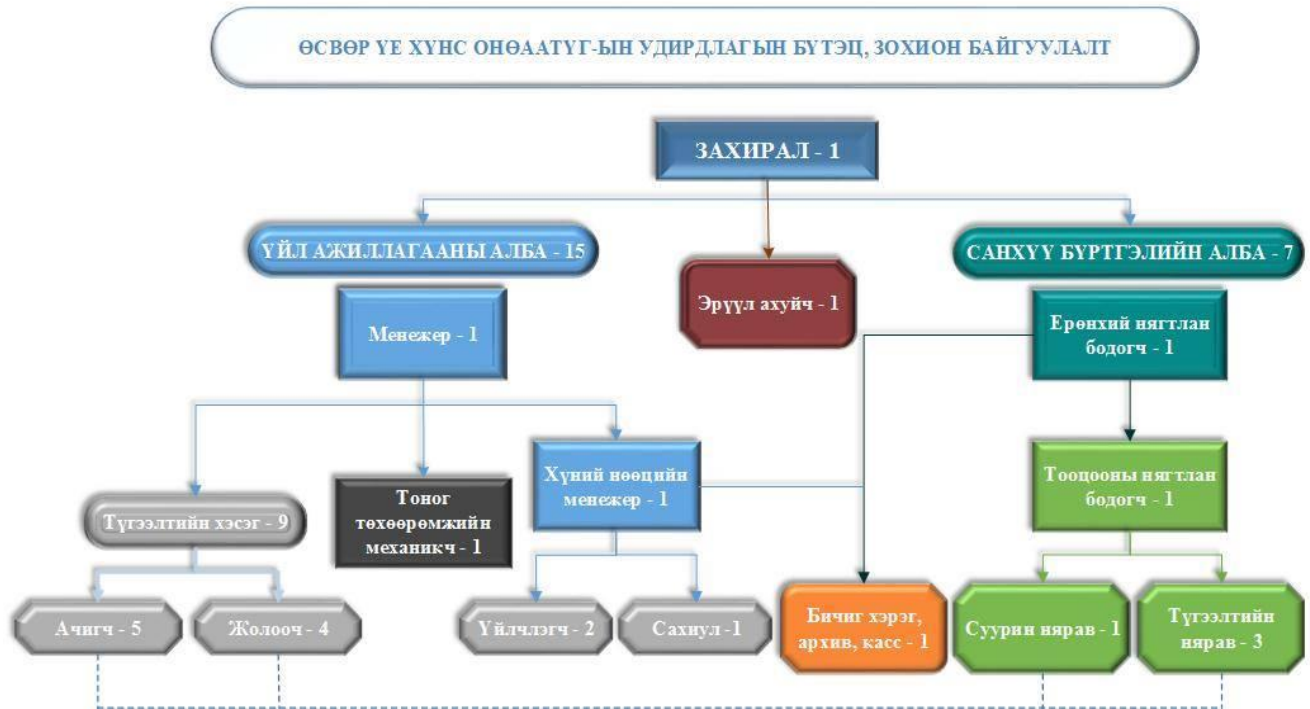 ӨСВӨР ҮЕ ХҮНС ОНӨААТҮГ-ЫН УДИРДЛАГЫН БҮТЭЦ, ЗОХИОН БАЙГУУЛАЛТ
ЗАХИРАЛ - 1
ҮЙЛ АЖИЛЛАГААНЫ АЛБА - 15
САНХҮҮ БҮРТГЭЛИЙН АЛБА - 7
Эрүүл ахуйч - 1
Менежер - 1
Ерөнхий нягтлан
бодогч - 1
Түгээлтийн хэсэг - 9
Тоног
төхөөрөмжийн
механикч - 1
Хүний нөөцийн
менежер - 1
Тооцооны нягтлан
бодогч - 1
Ачигч - 5
Жолооч - 4
Үйлчлэгч - 2
Сахиул -1
Бичиг хэрэг,
архив, касс - 1
Суурин нярав - 1
Түгээлтийн
нярав - 3